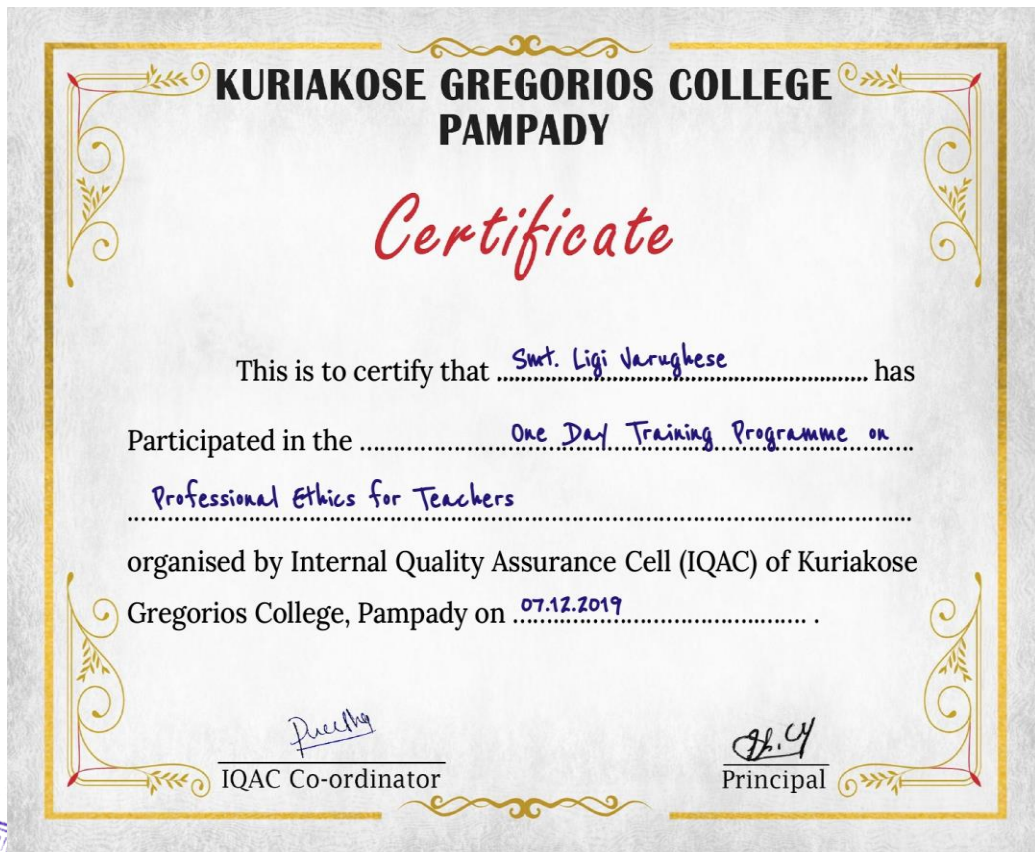 KURIAKOSE GREGORIOS COLLEGE
PAMPADY
Certificate
This is to certify that Smt. Ligi Varughese has
Participated in the One Day Training Programme on
Professional Ethics for Teachers
organised by Internal Quality Assurance Cell (IQAC) of Kuriakose
Gregorios College, Pampady on 07.12.2019 .
IQAC Co-ordinator
Principal